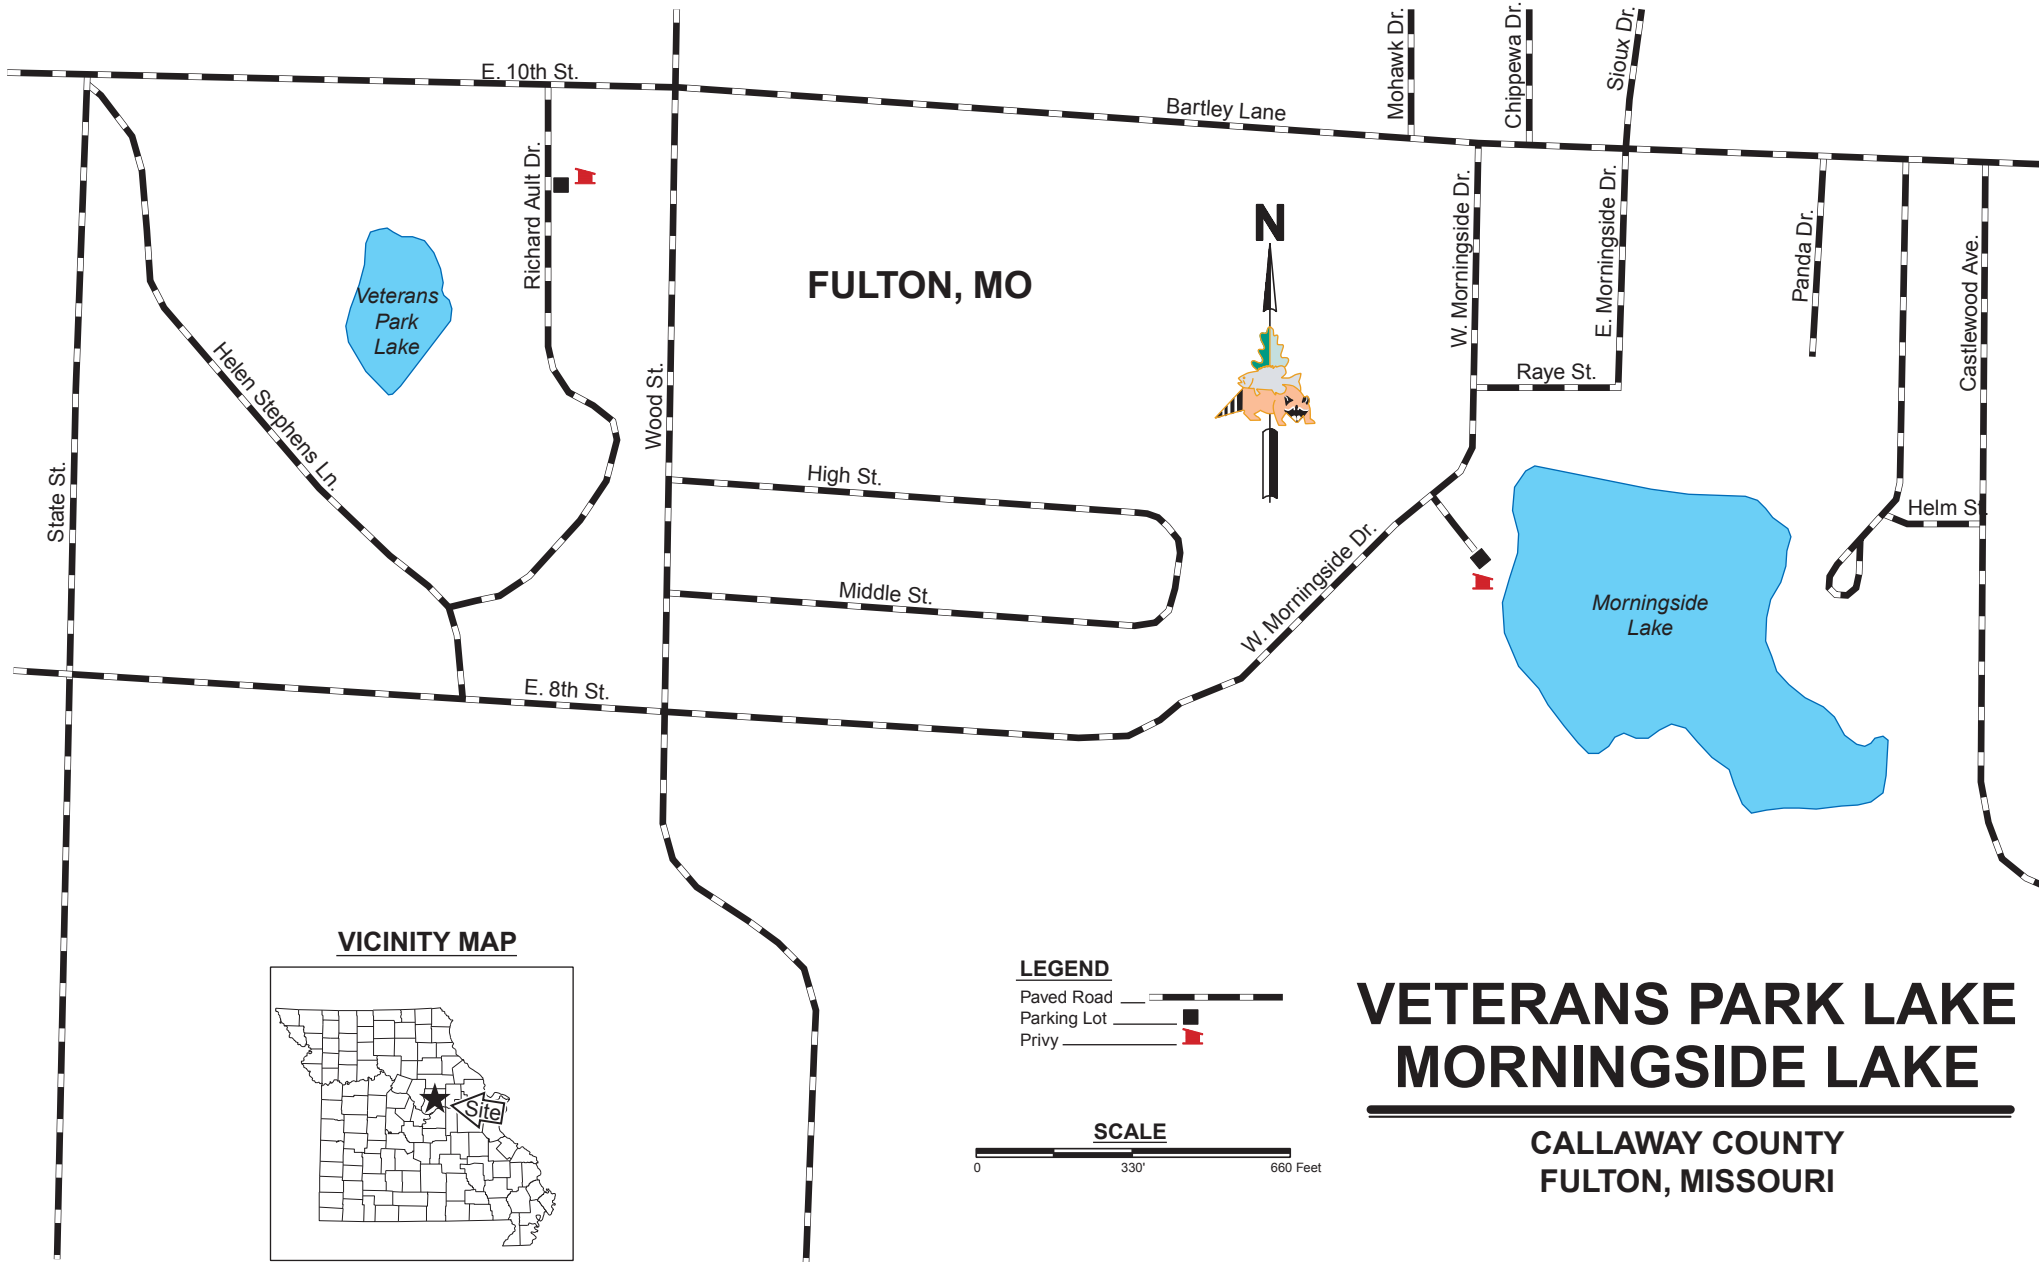 Mohawk Dr.
Chippewa Dr.
Sioux Dr.
E. 10th St.
Bartley Lane
Richard Ault Dr.
W. Morningside Dr.
E. Morningside Dr.
Panda Dr.
Castlewood Ave.
N
FULTON, MO
Veterans
Park
Lake
Helen Stephens Ln.
Wood St.
Raye St.
State St.
High St.
Helm St.
Middle St.
W. Morningside Dr.
Morningside
Lake
E. 8th St.
VICINITY MAP
Site
LEGEND
Paved Road
Parking Lot
Privy
SCALE
0 330' 660 Feet
VETERANS PARK LAKE
MORNINGSIDE LAKE
CALLAWAY COUNTY
FULTON, MISSOURI